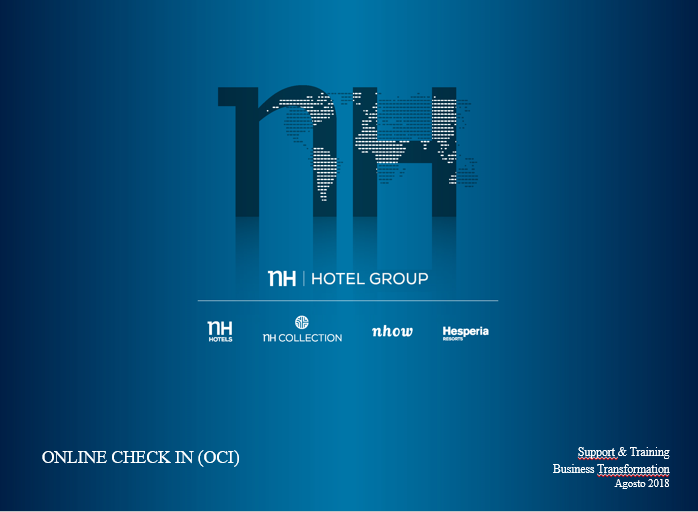 nH
nH | HOTEL GROUP
nH HOTELS
nH COLLECTION
nhow
Hesperia
RESORTS
ONLINE CHECK IN (OCI)
Support & Training
Business Transformation
Agosto 2018